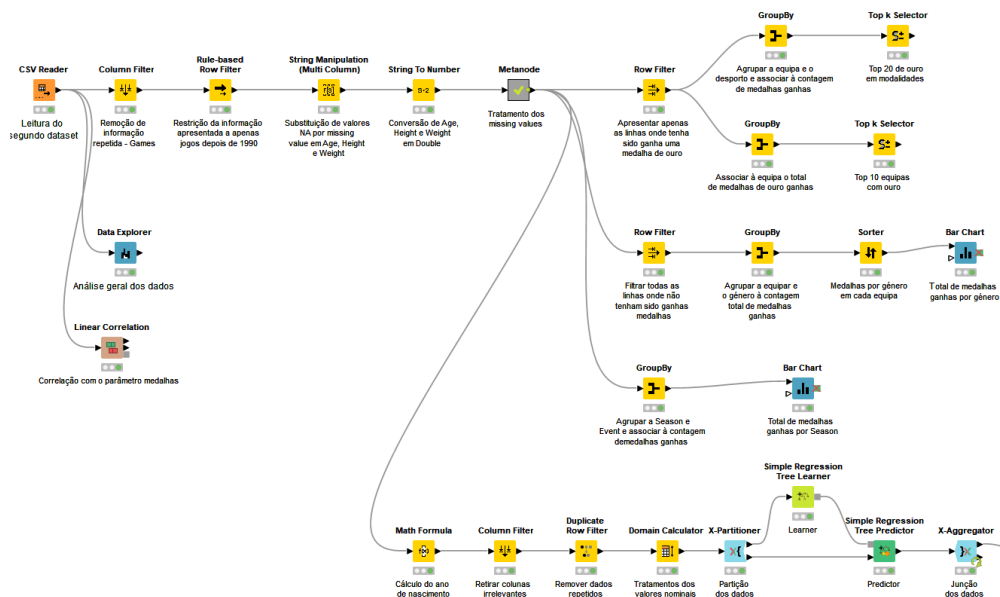 GroupBy
Top k Selector
Agrupar a equipa e o
desporto e associar à contagem
de medalhas ganhas
Top 20 de ouro
em modalidades
CSV Reader
Leitura do
segundo dataset
Column Filter
Remoção de
informação
repetida - Games
Rule-based
Row Filter
Restrição da informação
apresentada a apenas
jogos depois de 1990
String Manipulation
(Multi Column)
Substituição de valores
NA por missing
value em Age, Height
e Weight
String To Number
Conversão de Age,
Height e Weight
em Double
Metanode
Tratamento dos
missing values
Row Filter
Apresentar apenas
as linhas onde tenha
sido ganha uma
medalha de ouro
GroupBy
Associar à equipa o total
de medalhas de ouro ganhas
Top k Selector
Top 10 equipas
com ouro
Data Explorer
Análise geral dos dados
Row Filter
Filtrar todas as
linhas onde não
tenham sido ganhas
medalhas
GroupBy
Agrupar a equipar e
o género à contagem
total de medalhas
ganhas
Sorter
Medalhas por género
em cada equipa
Bar Chart
Total de medalhas
ganhas por género
Linear Correlation
Correlação com o parâmetro medalhas
GroupBy
Agrupar a Season e
Event e associar à contagem
demedalhas ganhas
Bar Chart
Total de medalhas
ganhas por Season
Simple Regression
Tree Learner
Learner
Math Formula
Cálculo do ano
de nascimento
Column Filter
Retirar colunas
irrelevantes
Duplicate
Row Filter
Remover dados
repetidos
Domain Calculator
Tratamentos dos
valores nominais
X-Partitioner
Partição
dos dados
Simple Regression
Tree Predictor
Predictor
X-Aggregator
Junção
dos dados